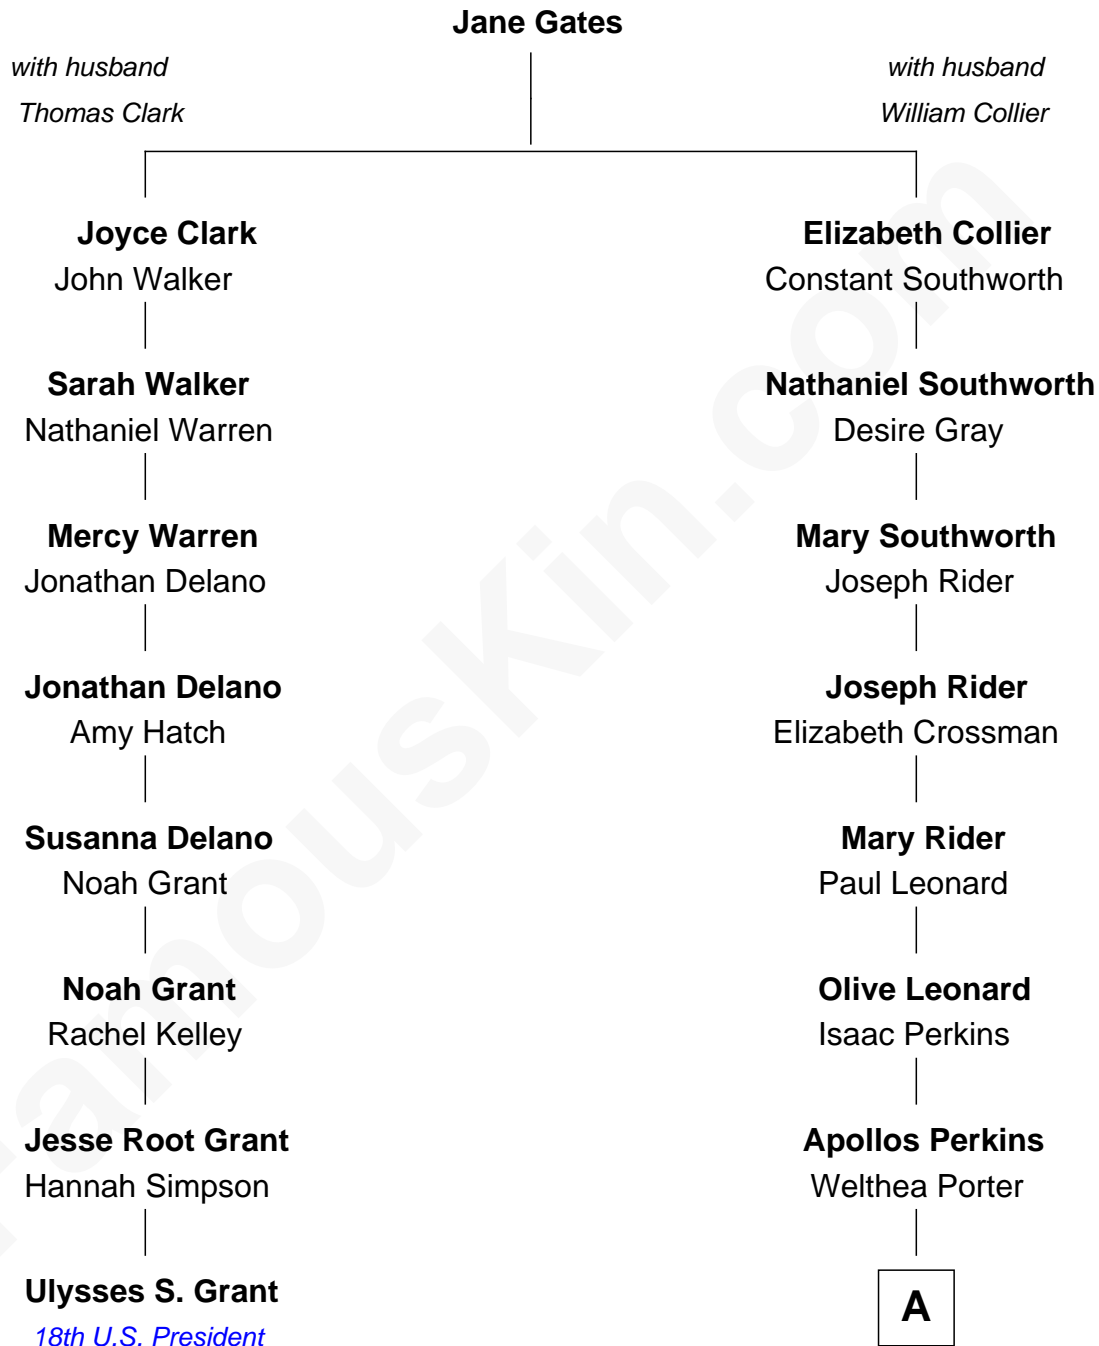 Jane Gates
with husband
Thomas Clark
with husband
William Collier
Joyce Clark
John Walker
Sarah Walker
Nathaniel Warren
Mercy Warren
Jonathan Delano
Jonathan Delano
Amy Hatch
Susanna Delano
Noah Grant
Noah Grant
Rachel Kelley
Jesse Root Grant
Hannah Simpson
Ulysses S. Grant
18th U.S. President
Elizabeth Collier
Constant Southworth
Nathaniel Southworth
Desire Gray
Mary Southworth
Joseph Rider
Joseph Rider
Elizabeth Crossman
Mary Rider
Paul Leonard
Olive Leonard
Isaac Perkins
Apollos Perkins
Welthea Porter
A
FamousKin.com